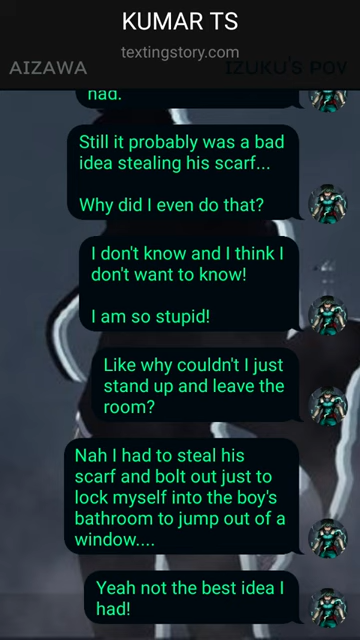 KUMAR TS
textingstory.com
AIZAWA IZUKU'S POV
had.
Still it probably was a bad
idea stealing his scarf...
Why did I even do that?
I don't know and I think I
don't want to know!
I am so stupid!
Like why couldn't I just
stand up and leave the
room?
Nah I had to steal his
scarf and bolt out just to
lock myself into the boy's
bathroom to jump out of a
window....
Yeah not the best idea I
had!